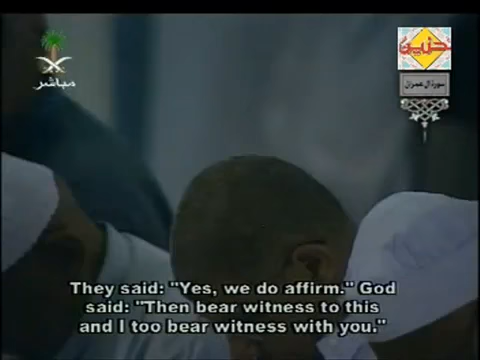 مباشر
حنين
سورة آل عمران
They said: "Yes, we do affirm." God
said: "Then bear witness to this
and I too bear witness with you."